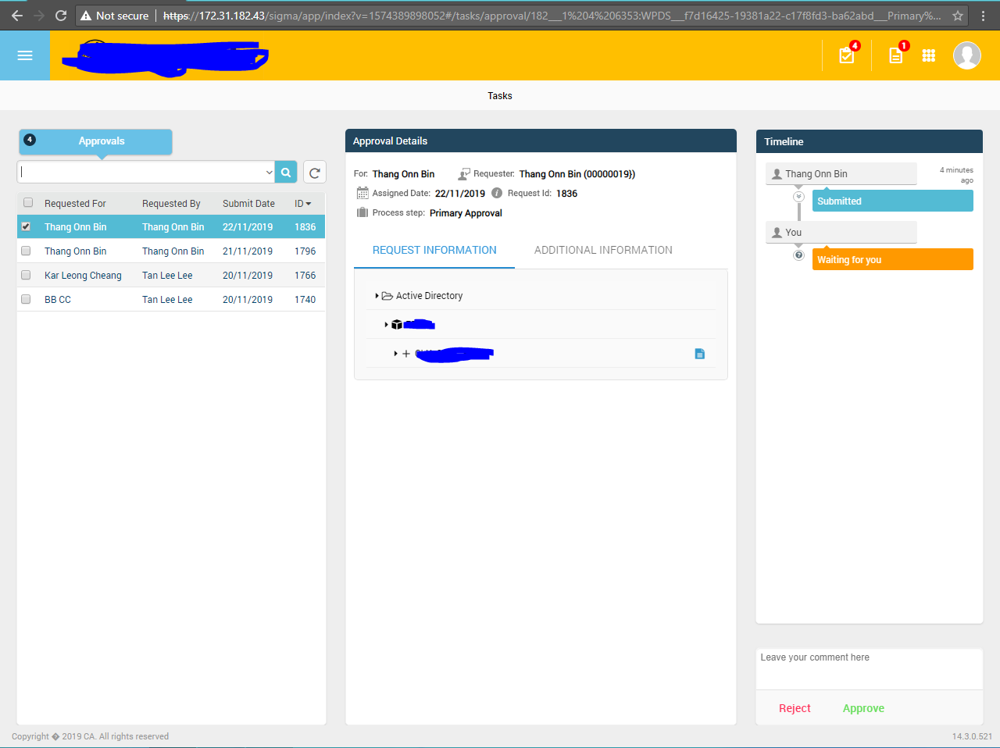 Not secure https://172.31.182.43/sigma/app/index?v=1574389898052#/tasks/approval/182___1%204%206353:WPDS___f7d16425-19381a22-c17f8fd3-ba62abd___Primary%...
4
1
Tasks
4 Approvals
Requested For Requested By Submit Date ID
Thang Onn Bin Thang Onn Bin 22/11/2019 1836
Thang Onn Bin Thang Onn Bin 21/11/2019 1796
Kar Leong Cheang Tan Lee Lee 20/11/2019 1766
BB CC Tan Lee Lee 20/11/2019 1740
Approval Details
For: Thang Onn Bin Requester: Thang Onn Bin (00000019})
Assigned Date: 22/11/2019 Request Id: 1836
Process step: Primary Approval
REQUEST INFORMATION ADDITIONAL INFORMATION
Active Directory
Timeline
Thang Onn Bin 4 minutes
ago
Submitted
You
Waiting for you
Leave your comment here
Reject Approve
Copyright � 2019 CA. All rights reserved
14.3.0.521